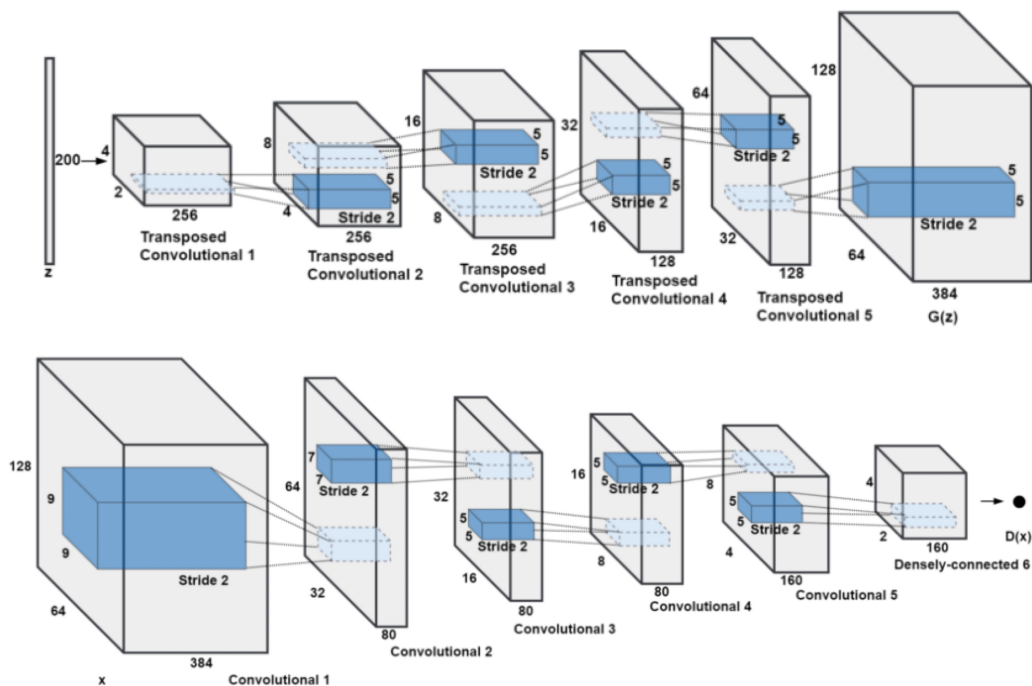 200
z
4
2
256
Transposed
Convolutional 1
8
4
5
5
Stride 2
256
Transposed
Convolutional 2
16
8
5
5
Stride 2
256
Transposed
Convolutional 3
32
16
5
5
Stride 2
128
Transposed
Convolutional 4
64
32
5
5
Stride 2
128
Transposed
Convolutional 5
128
64
5
5
Stride 2
384
G(z)
128
64
9
9
Stride 2
384
x
Convolutional 1
64
32
7
7
Stride 2
80
Convolutional 2
32
16
5
5
Stride 2
80
Convolutional 3
16
8
5
5
Stride 2
80
Convolutional 4
8
4
5
5
Stride 2
160
Convolutional 5
4
2
160
Densely-connected 6
D(x)